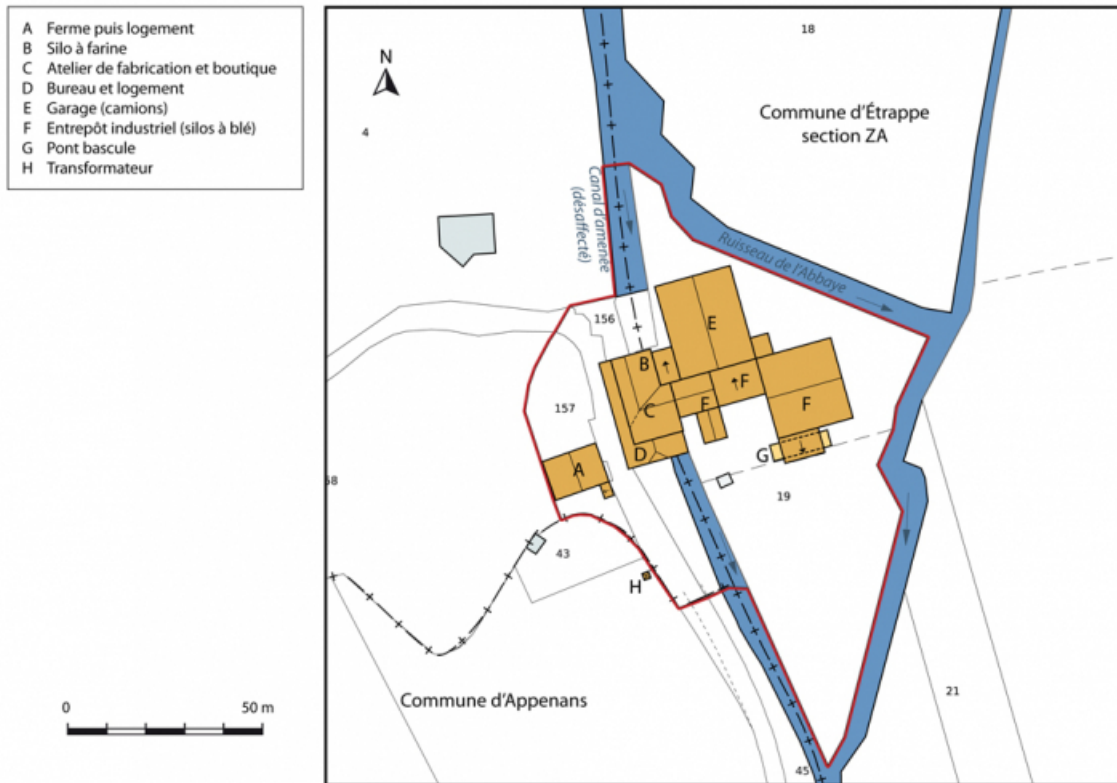 A Ferme puis logement
B Silo à farine
C Atelier de fabrication et boutique
D Bureau et logement
E Garage (camions)
F Entrepôt industriel (silos à blé)
G Pont bascule
H Transformateur
N
18
4
Commune d'Étrappe
section ZA
Canal d'amenée
(désaffecté)
Ruisseau de l'Abbaye
156
E
B
F
157
C
E
F
D
G
A
58
19
43
H
Commune d'Appenans
21
45
0
50 m